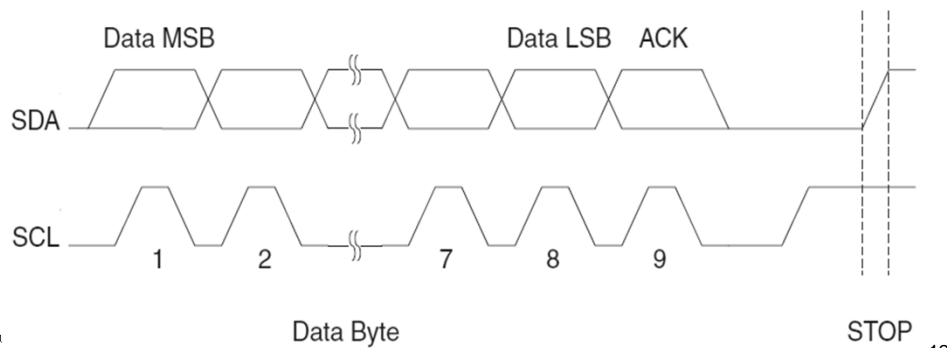 Data MSB Data LSB ACK
SDA
SCL
1 2 7 8 9
Data Byte STOP